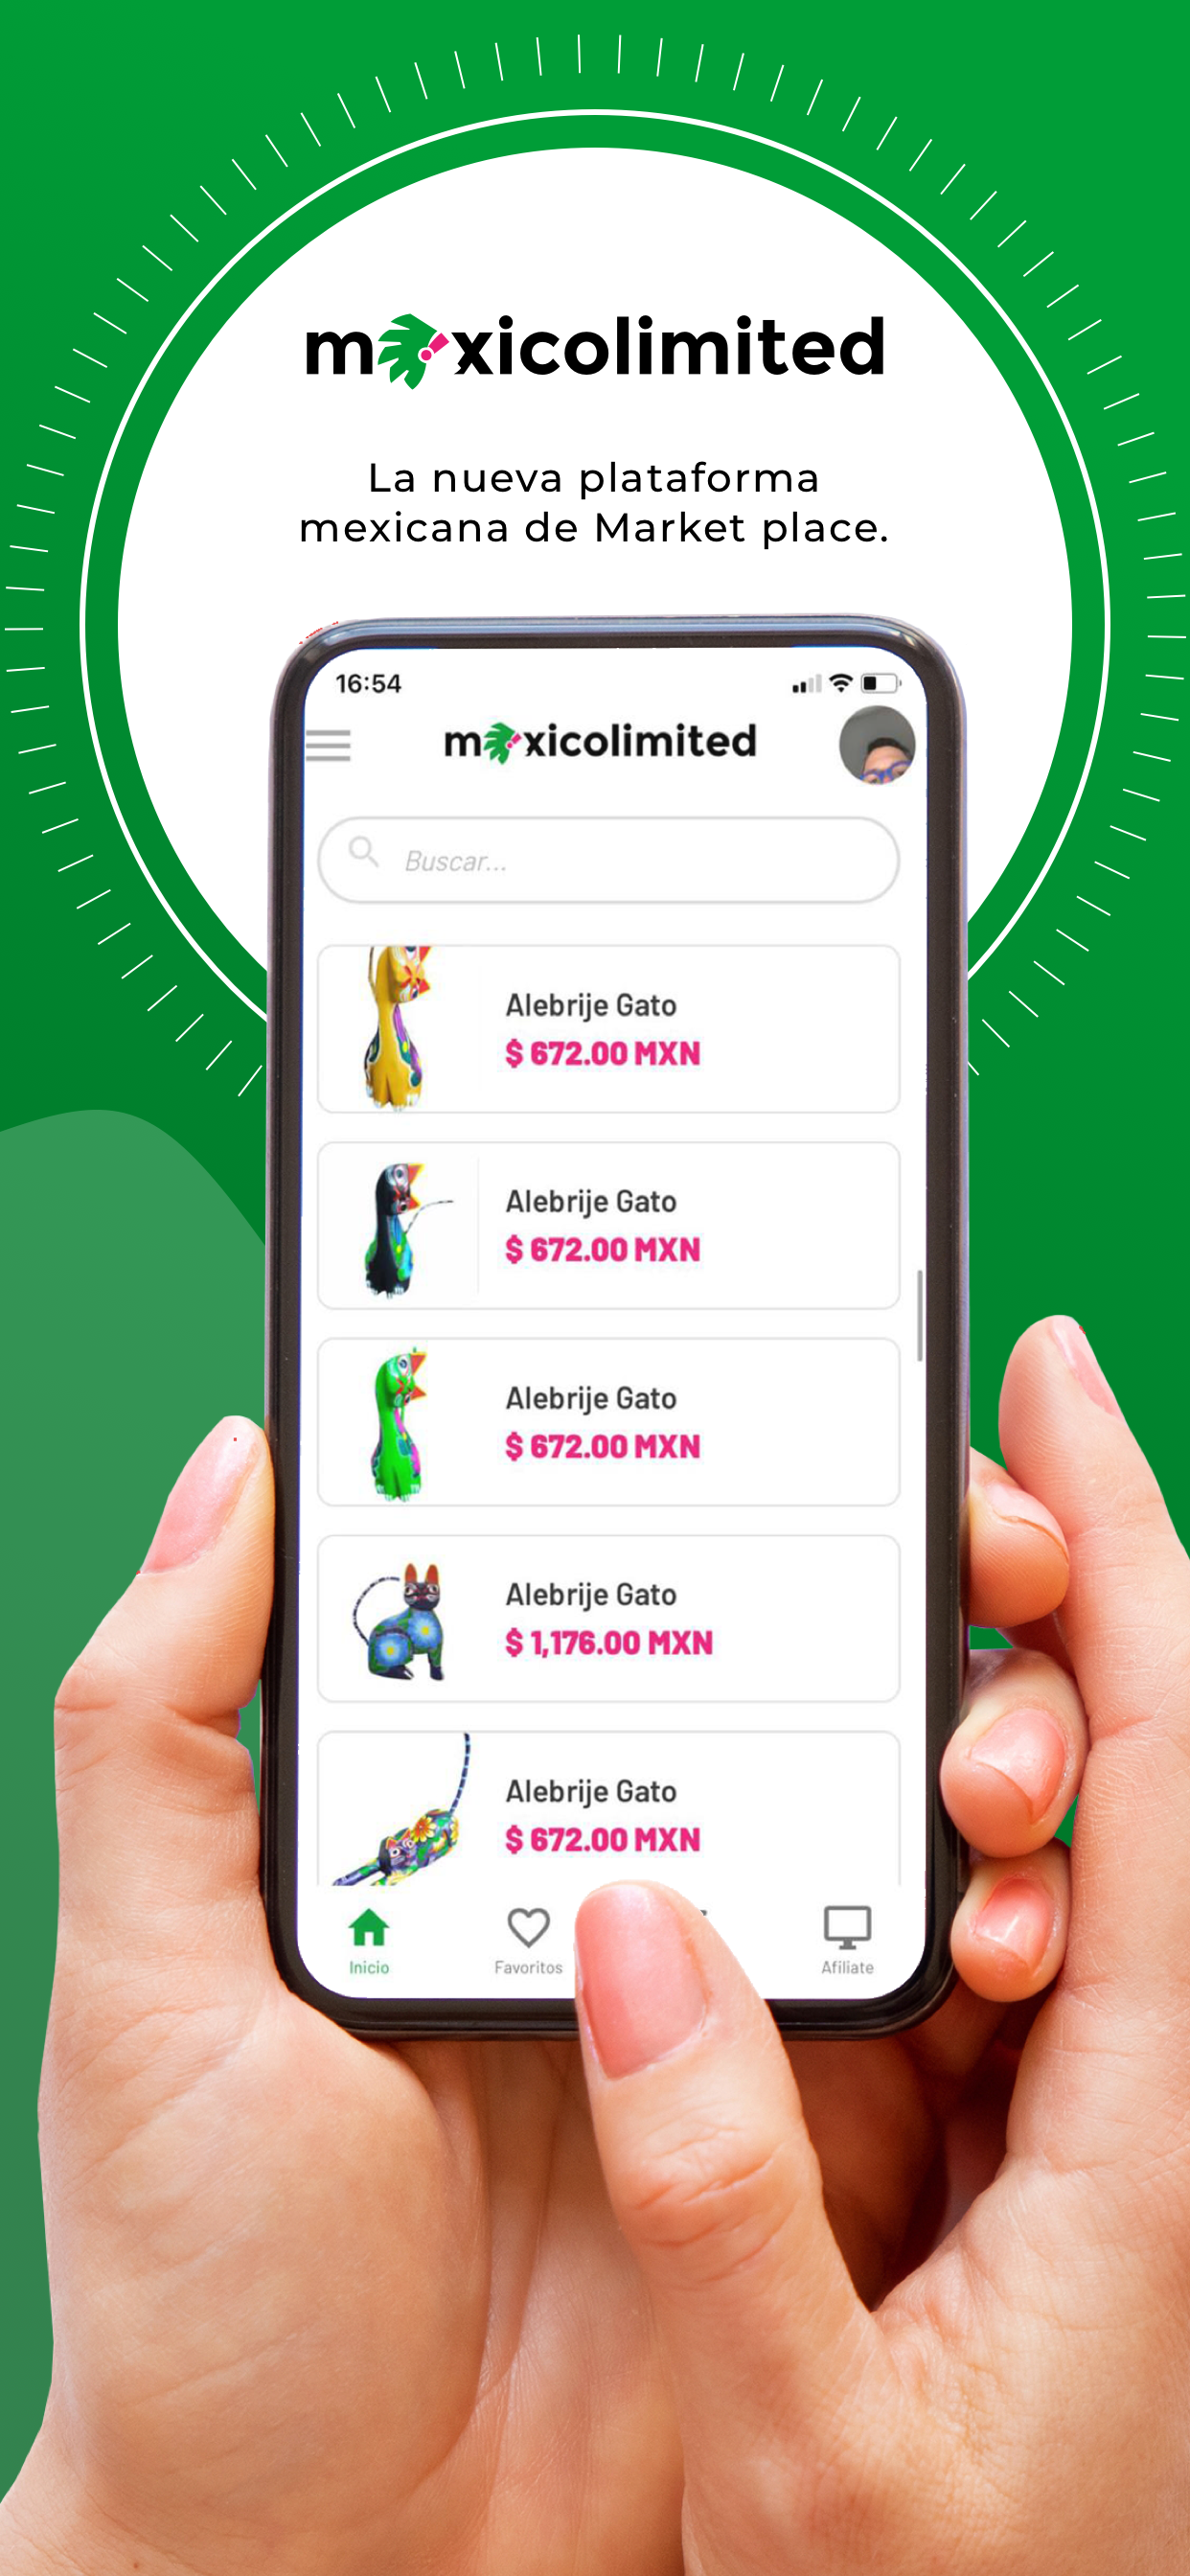 mexicolimited
La nueva plataforma
mexicana de Market place.
16:54
mexicolimited
Buscar...
Alebrije Gato
$ 672.00 MXN
Alebrije Gato
$ 672.00 MXN
Alebrije Gato
$ 672.00 MXN
Alebrije Gato
$ 1,176.00 MXN
Alebrije Gato
$ 672.00 MXN
Inicio
Favoritos
Afiliate